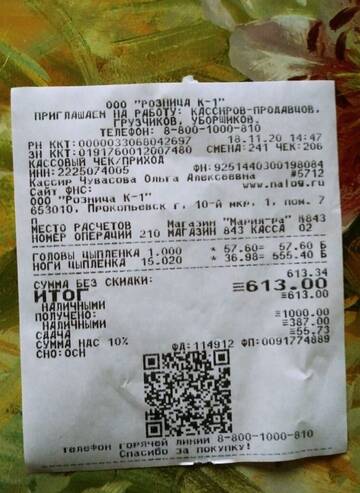 ООО "РОЗНИЦА К-1"
ПРИГЛАШАЕМ НА РАБОТУ: КАССИРОВ-ПРОДАВЦОВ,
ГРУЗЧИКОВ, УБОРЩИКОВ.
ТЕЛЕФОН: 8-800-1000-810
РН ККТ:0000033068042697 18.11.20 14:47
ЗН ККТ:0191760012007480 СМЕНА:241 ЧЕК:206
КАССОВЫЙ ЧЕК/ПРИХОД
ИНН:2225074005 ФН:9251440300198084
Кассир Чувасова Ольга Алексеевна #5712
Сайт ФНС: www.nalog.ru
ООО "Розница К-1"
653010, Прокопьевск г, 10-й мкр. 1, пом. 7
МЕСТО РАСЧЕТОВ Магазин "Мария-ра" №843
НОМЕР ОПЕРАЦИИ 210 МАГАЗИН 843 КАССА 02
ГОЛОВЫ ЦЫПЛЕНКА 1.000 * 57.60= 57.60 Б
НОГИ ЦЫПЛЕНКА 15.020 * 36.98= 555.40 Б
СУММА БЕЗ СКИДКИ: 613.34
ИТОГ ≡613.00
НАЛИЧНЫМИ ≡613.00
ПОЛУЧЕНО:
НАЛИЧНЫМИ ≡1000.00
СДАЧА ≡387.00
СУММА НДС 10% ≡55.73
СНО:ОСН ФД:114912 ФП:0091774889
ТЕЛЕФОН ГОРЯЧЕЙ ЛИНИИ 8-800-1000-810
Спасибо за покупку!